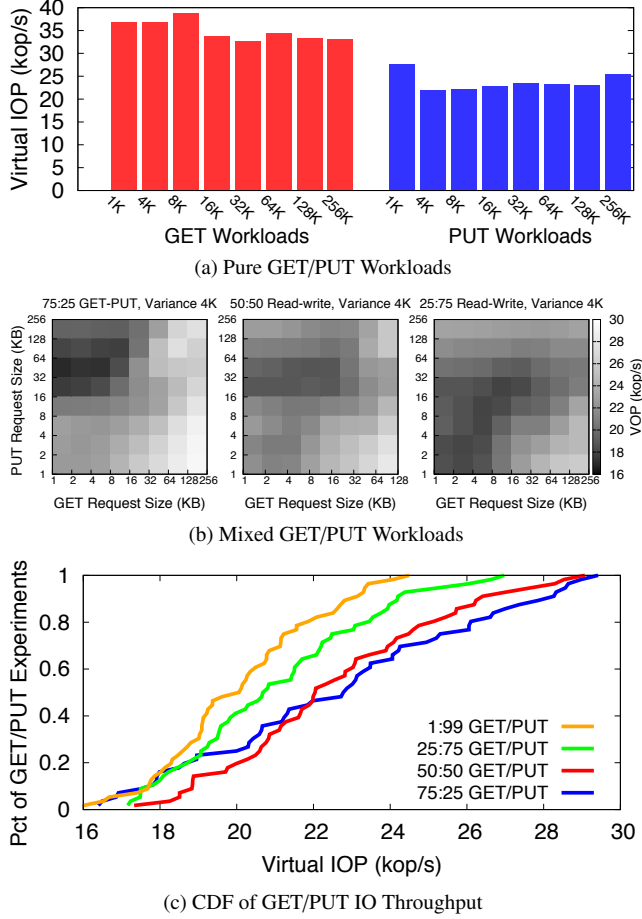 Virtual IOP (kop/s)
40
35
30
25
20
15
10
5
0
1K 4K 8K 16K 32K 64K 128K 256K 1K 4K 8K 16K 32K 64K 128K 256K
GET Workloads PUT Workloads
(a) Pure GET/PUT Workloads
75:25 GET-PUT, Variance 4K 50:50 Read-write, Variance 4K 25:75 Read-Write, Variance 4K
PUT Request Size (KB)
256
128
64
32
16
8
4
2
1
1 2 4 8 16 32 64 128 256
GET Request Size (KB)
1 2 4 8 16 32 64 128
GET Request Size (KB)
1 2 4 8 16 32 64 128 256
GET Request Size (KB)
30
28
26
24
22
20
18
16
VOP (kop/s)
(b) Mixed GET/PUT Workloads
Pct of GET/PUT Experiments
1
0.8
0.6
0.4
0.2
0
1:99 GET/PUT
25:75 GET/PUT
50:50 GET/PUT
75:25 GET/PUT
16 18 20 22 24 26 28 30
Virtual IOP (kop/s)
(c) CDF of GET/PUT IO Throughput